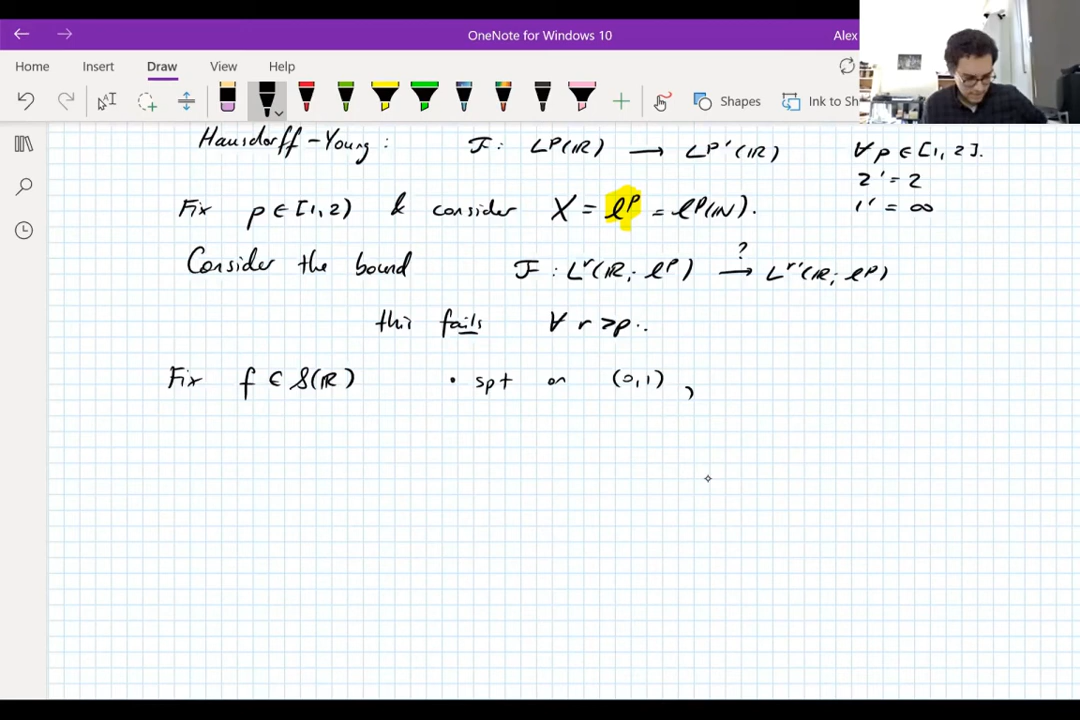 OneNote for Windows 10
Alex
Home Insert Draw View Help
Shapes Ink to Sh
Hausdorff-Young: F: L^p(ℝ) → L^p'(ℝ) ∀ p ∈ [1, 2].
2' = 2
1' = ∞
Fix p ∈ [1, 2) & consider X = ℓ^p = ℓ^p(ℕ).
Consider the bound F : L^r(ℝ; ℓ^p) →? L^r'(ℝ; ℓ^p)
this fails ∀ r > p.
Fix f ∈ S(ℝ) • spt on (0,1),